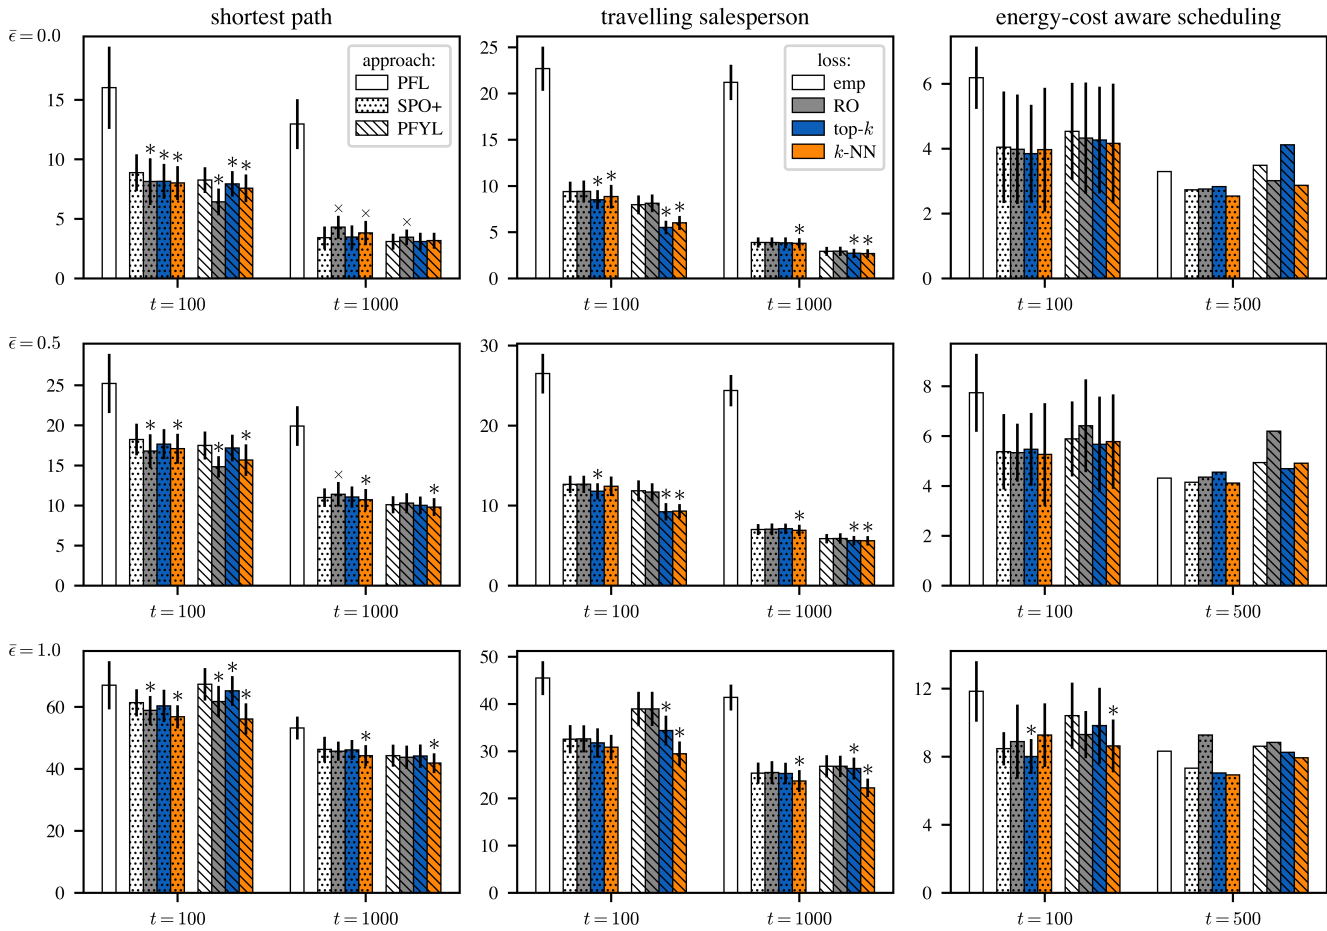 shortest path
travelling salesperson
energy-cost aware scheduling
ε̄ = 0.0
approach:
PFL
SPO+
PFYL
15
10
5
0
* * * * * * * × × ×
t = 100
t = 1000
loss:
emp
RO
top-k
k-NN
25
20
15
10
5
0
* * * * * * *
t = 100
t = 1000
6
4
2
0
t = 100
t = 500
ε̄ = 0.5
25
20
15
10
5
0
* * * * × * *
t = 100
t = 1000
30
20
10
0
* * * * * *
t = 100
t = 1000
8
6
4
2
0
t = 100
t = 500
ε̄ = 1.0
60
40
20
0
* * * * * * *
t = 100
t = 1000
50
40
30
20
10
0
* * * * *
t = 100
t = 1000
12
8
4
0
* *
t = 100
t = 500